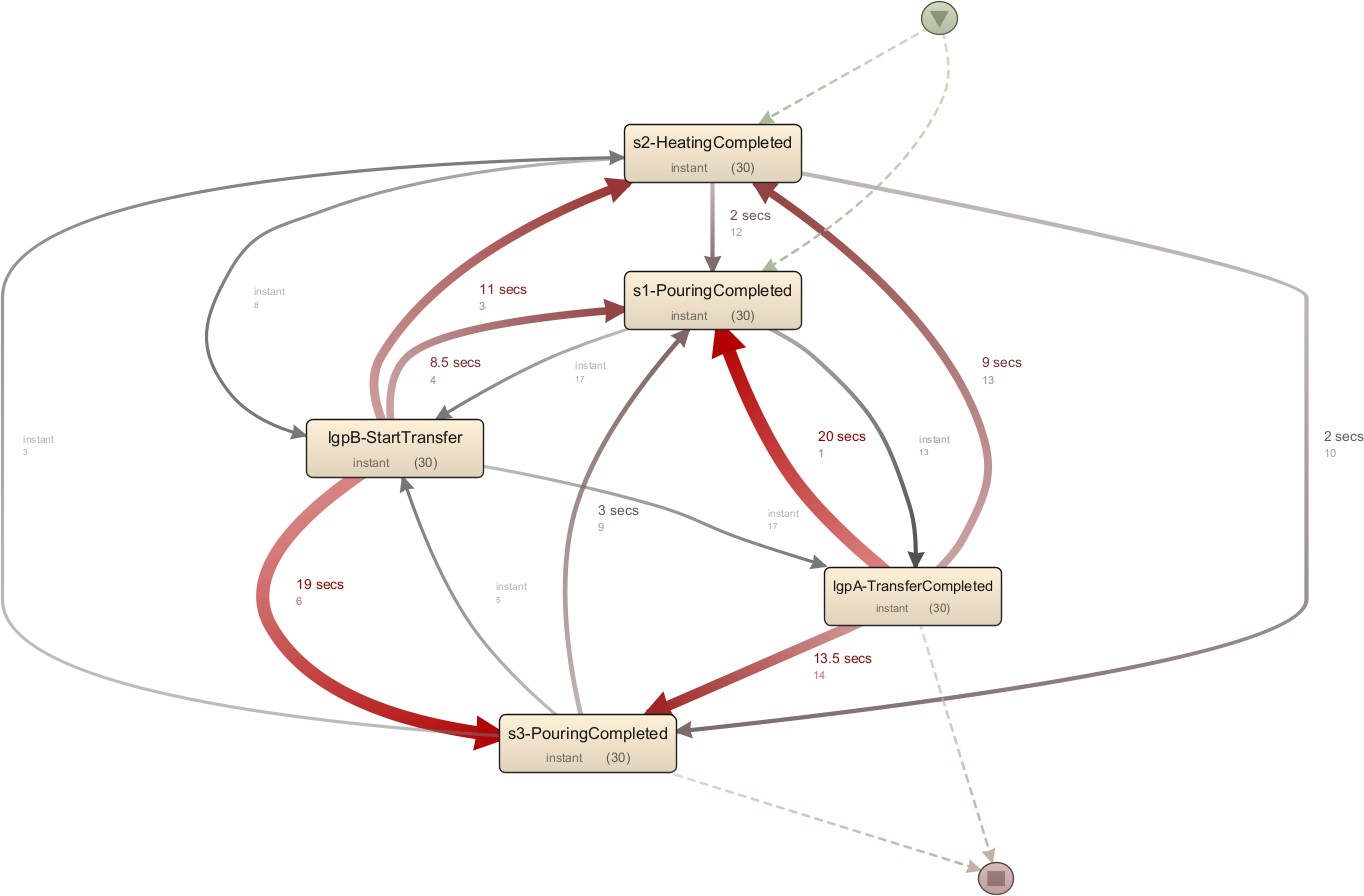 s2-HeatingCompleted
instant (30)
2 secs
12
s1-PouringCompleted
instant (30)
instant
8
11 secs
3
8.5 secs
4
instant
17
9 secs
13
20 secs
1
instant
13
2 secs
10
instant
3
lgpB-StartTransfer
instant (30)
3 secs
9
instant
17
lgpA-TransferCompleted
instant (30)
19 secs
6
instant
5
13.5 secs
14
s3-PouringCompleted
instant (30)